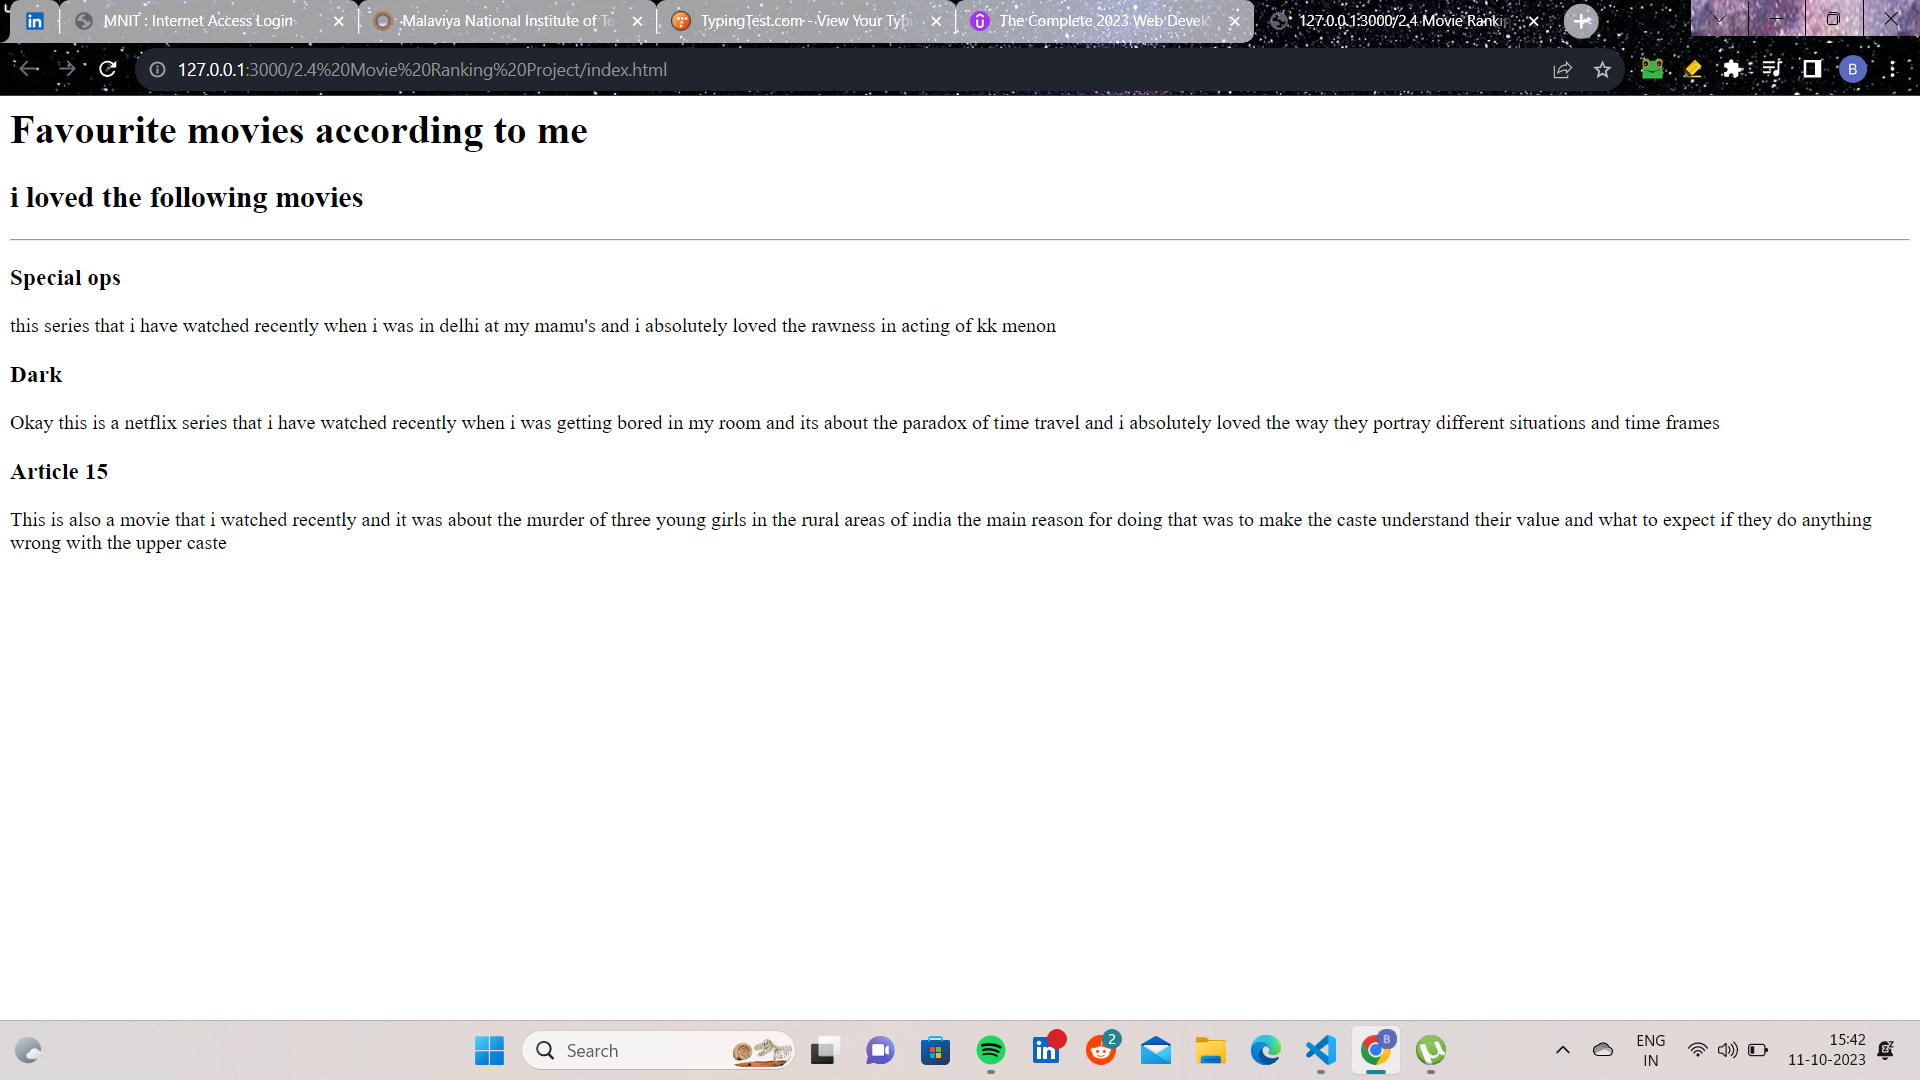 MNIT : Internet Access Login
Malaviya National Institute of Te
TypingTest.com - View Your Typi
The Complete 2023 Web Devel
127.0.0.1:3000/2.4 Movie Rankin
127.0.0.1:3000/2.4%20Movie%20Ranking%20Project/index.html
B
Favourite movies according to me
i loved the following movies
Special ops
this series that i have watched recently when i was in delhi at my mamu's and i absolutely loved the rawness in acting of kk menon
Dark
Okay this is a netflix series that i have watched recently when i was getting bored in my room and its about the paradox of time travel and i absolutely loved the way they portray different situations and time frames
Article 15
This is also a movie that i watched recently and it was about the murder of three young girls in the rural areas of india the main reason for doing that was to make the caste understand their value and what to expect if they do anything
wrong with the upper caste
Search
2
B
ENG
IN
15:42
11-10-2023